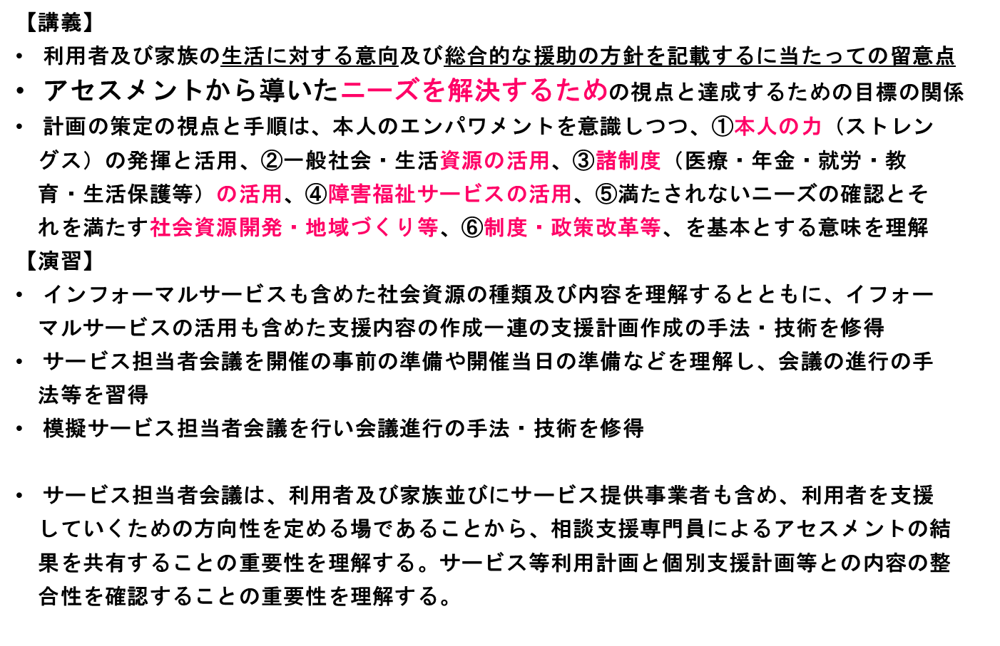 【講義】
• 利用者及び家族の生活に対する意向及び総合的な援助の方針を記載するに当たっての留意点
• アセスメントから導いたニーズを解決するための視点と達成するための目標の関係
• 計画の策定の視点と手順は、本人のエンパワメントを意識しつつ、①本人の力（ストレン
グス）の発揮と活用、②一般社会・生活資源の活用、③諸制度（医療・年金・就労・教
育・生活保護等）の活用、④障害福祉サービスの活用、⑤満たされないニーズの確認とそ
れを満たす社会資源開発・地域づくり等、⑥制度・政策改革等、を基本とする意味を理解
【演習】
• インフォーマルサービスも含めた社会資源の種類及び内容を理解するとともに、イフォー
マルサービスの活用も含めた支援内容の作成一連の支援計画作成の手法・技術を修得
• サービス担当者会議を開催の事前の準備や開催当日の準備などを理解し、会議の進行の手
法等を習得
• 模擬サービス担当者会議を行い会議進行の手法・技術を修得
• サービス担当者会議は、利用者及び家族並びにサービス提供事業者も含め、利用者を支援
していくための方向性を定める場であることから、相談支援専門員によるアセスメントの結
果を共有することの重要性を理解する。サービス等利用計画と個別支援計画等との内容の整
合性を確認することの重要性を理解する。